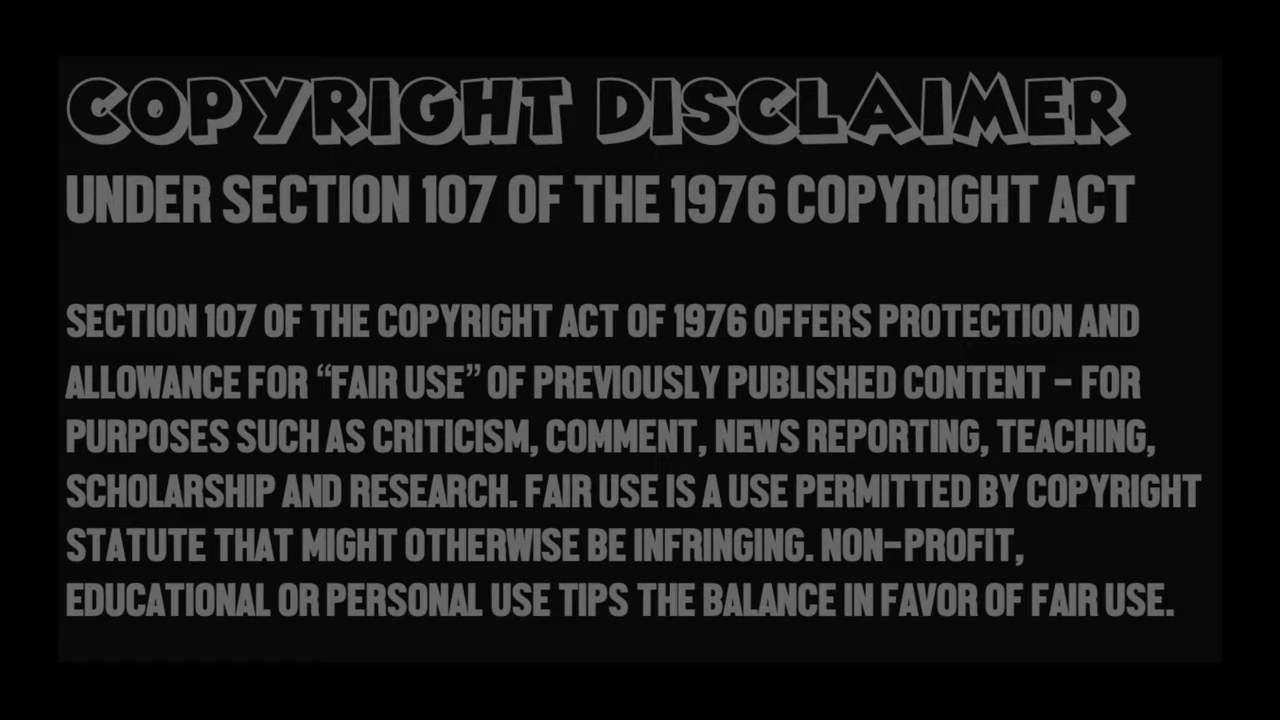 COPYRIGHT DISCLAIMER
UNDER SECTION 107 OF THE 1976 COPYRIGHT ACT
SECTION 107 OF THE COPYRIGHT ACT OF 1976 OFFERS PROTECTION AND
ALLOWANCE FOR “FAIR USE” OF PREVIOUSLY PUBLISHED CONTENT – FOR
PURPOSES SUCH AS CRITICISM, COMMENT, NEWS REPORTING, TEACHING,
SCHOLARSHIP AND RESEARCH. FAIR USE IS A USE PERMITTED BY COPYRIGHT
STATUTE THAT MIGHT OTHERWISE BE INFRINGING. NON-PROFIT,
EDUCATIONAL OR PERSONAL USE TIPS THE BALANCE IN FAVOR OF FAIR USE.